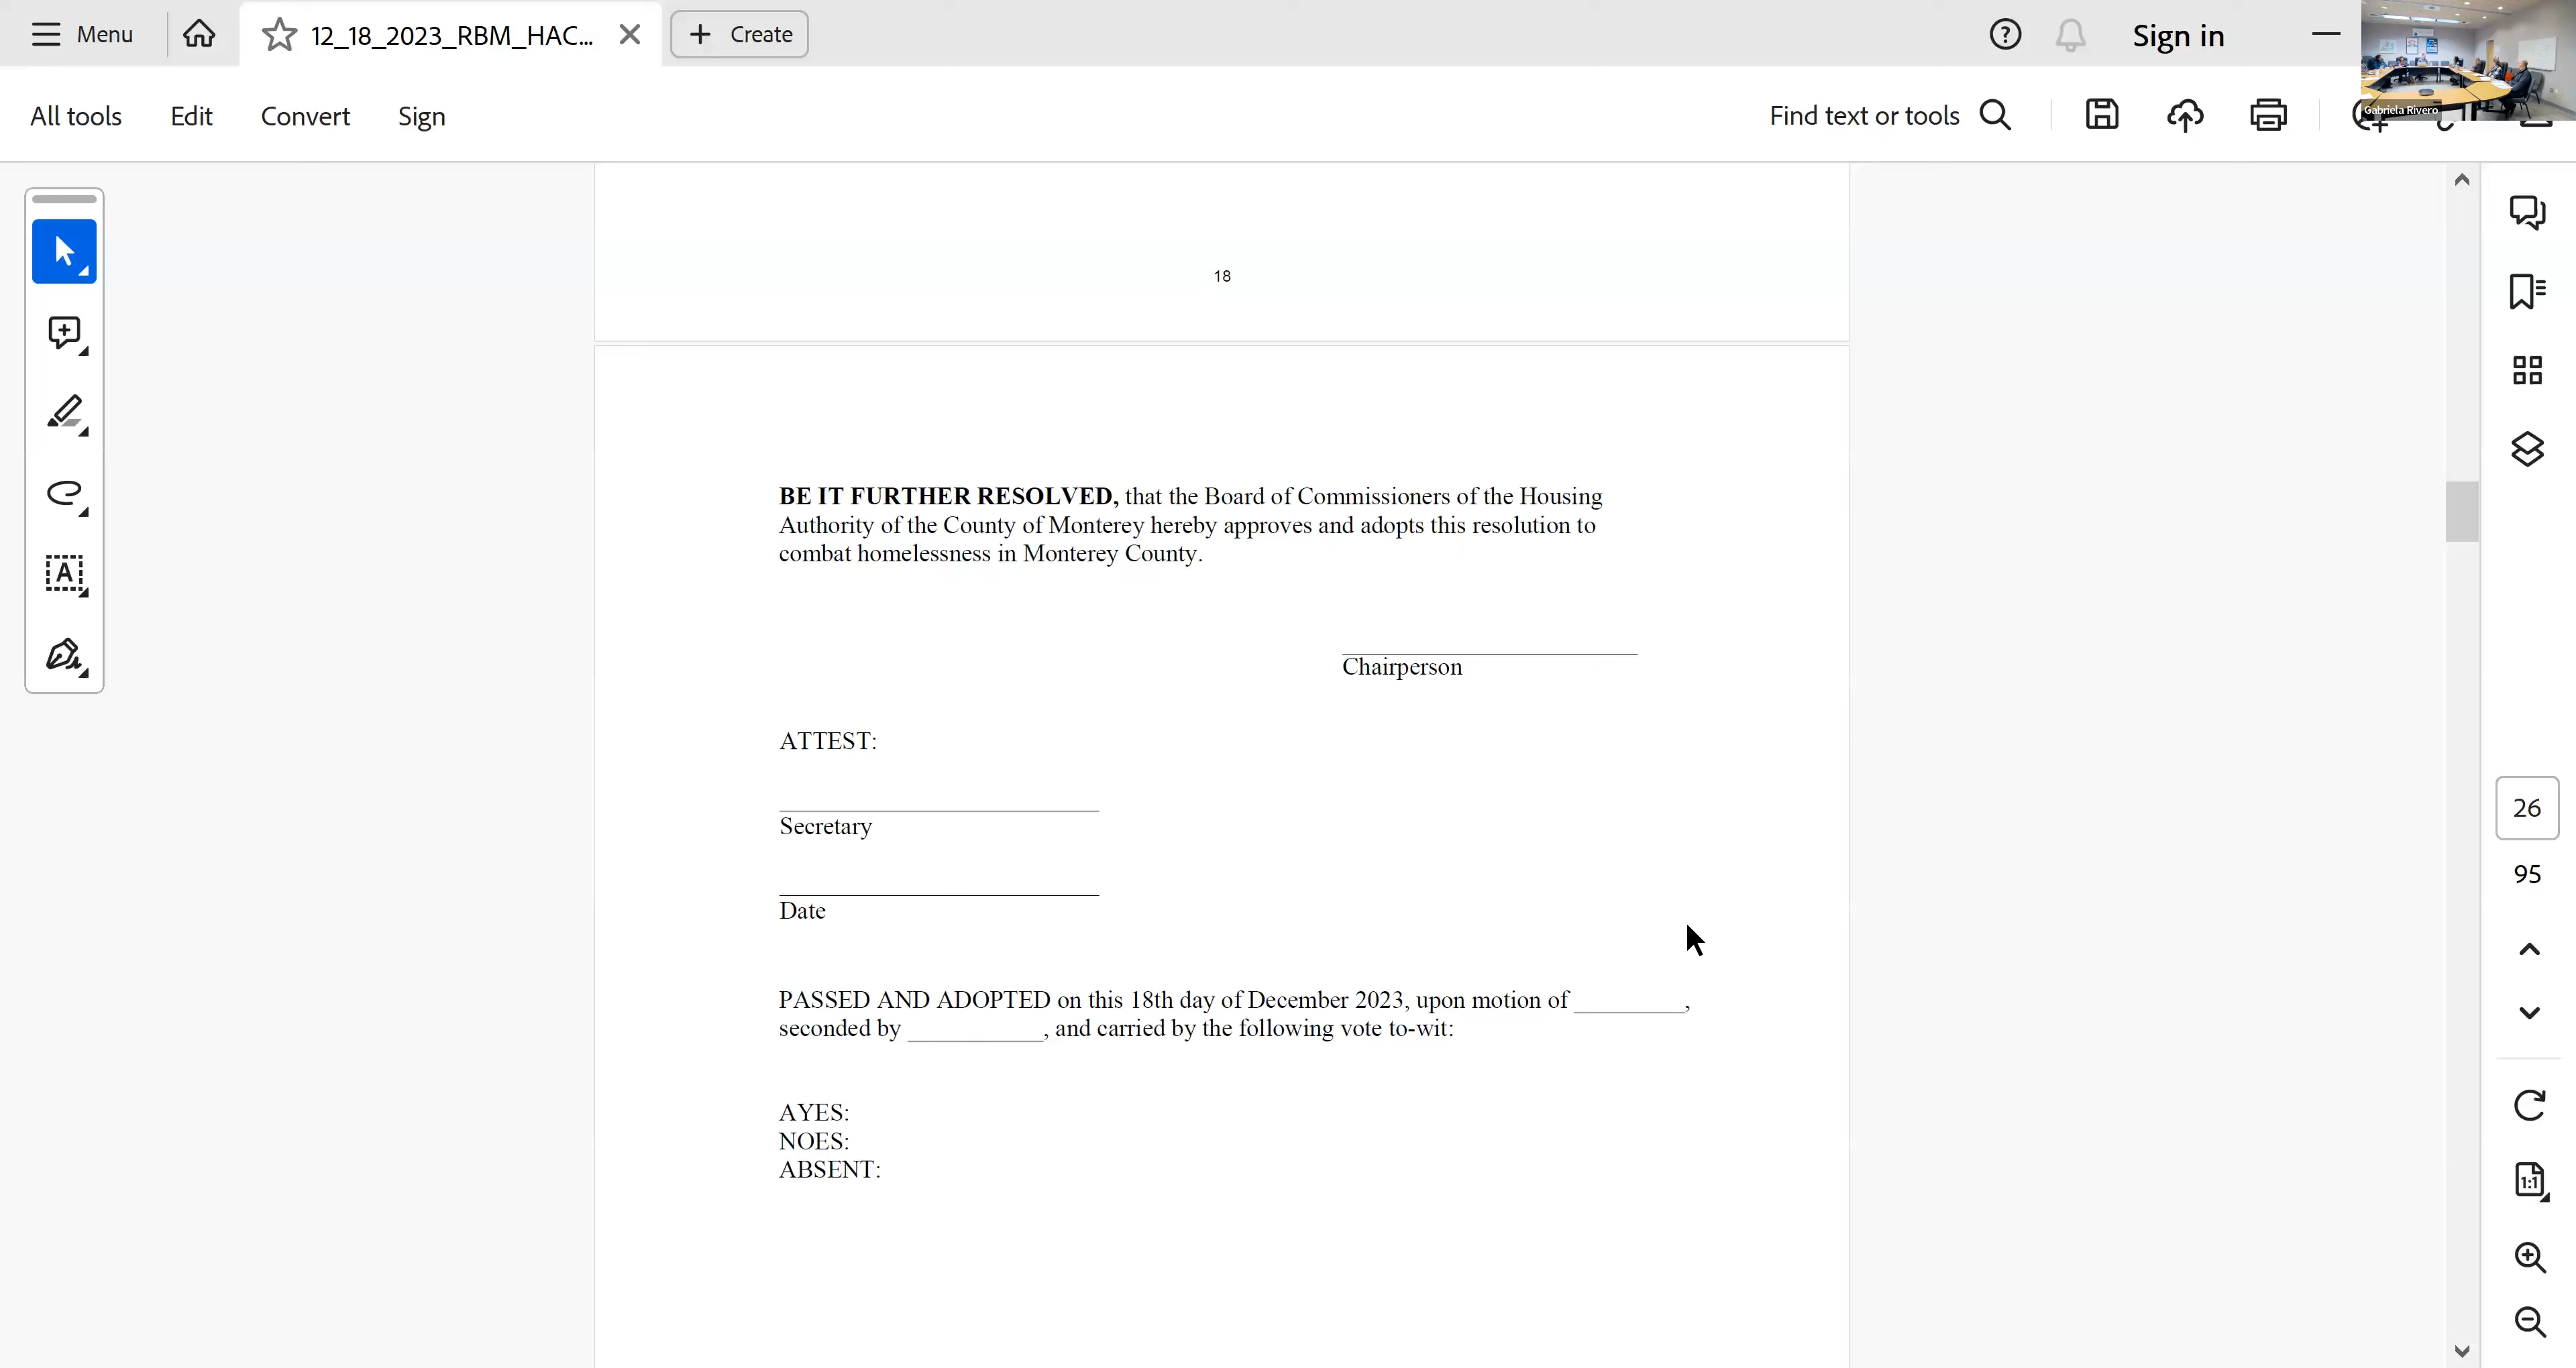 Menu
12_18_2023_RBM_HAC...
Create
Sign in
Gabriela Rivero
All tools
Edit
Convert
Sign
Find text or tools
18
BE IT FURTHER RESOLVED, that the Board of Commissioners of the Housing
Authority of the County of Monterey hereby approves and adopts this resolution to
combat homelessness in Monterey County.
Chairperson
ATTEST:
Secretary
Date
PASSED AND ADOPTED on this 18th day of December 2023, upon motion of _________,
seconded by ___________, and carried by the following vote to-wit:
AYES:
NOES:
ABSENT:
26
95
1:1